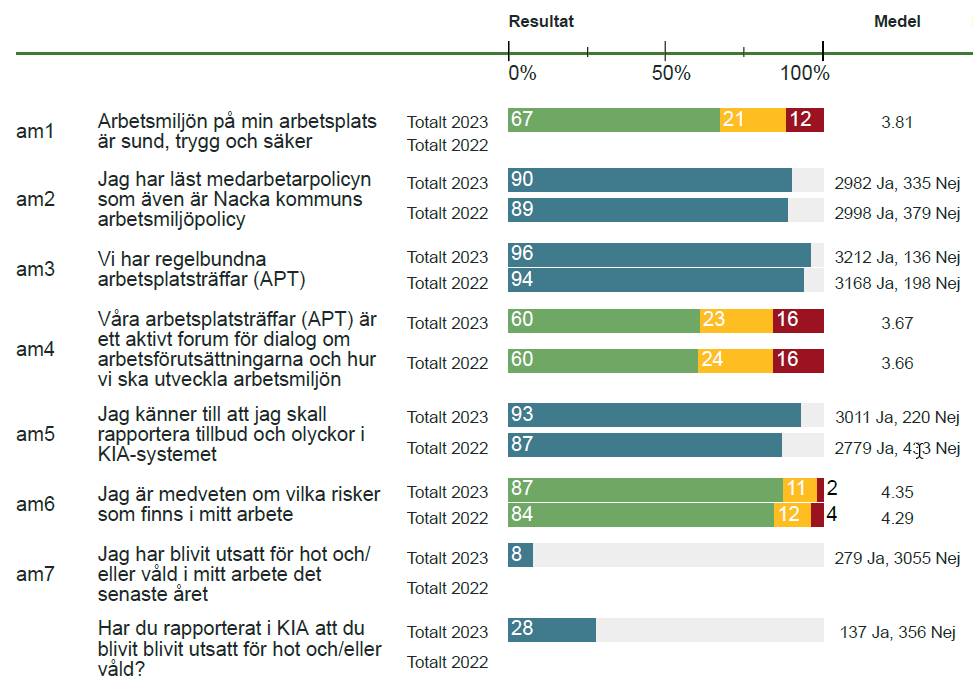 Resultat Medel
0% 50% 100%
am1 Arbetsmiljön på min arbetsplats Totalt 2023 67 21 12 3.81
är sund, trygg och säker Totalt 2022
am2 Jag har läst medarbetarpolicyn Totalt 2023 90 2982 Ja, 335 Nej
som även är Nacka kommuns Totalt 2022 89 2998 Ja, 379 Nej
arbetsmiljöpolicy
am3 Vi har regelbundna Totalt 2023 96 3212 Ja, 136 Nej
arbetsplatsträffar (APT) Totalt 2022 94 3168 Ja, 198 Nej
am4 Våra arbetsplatsträffar (APT) är Totalt 2023 60 23 16 3.67
ett aktivt forum för dialog om
arbetsförutsättningarna och hur Totalt 2022 60 24 16 3.66
vi ska utveckla arbetsmiljön
am5 Jag känner till att jag skall Totalt 2023 93 3011 Ja, 220 Nej
rapportera tillbud och olyckor i
KIA-systemet Totalt 2022 87 2779 Ja, 433 Nej
am6 Jag är medveten om vilka risker Totalt 2023 87 11 2 4.35
som finns i mitt arbete Totalt 2022 84 12 4 4.29
am7 Jag har blivit utsatt för hot och/ Totalt 2023 8 279 Ja, 3055 Nej
eller våld i mitt arbete det
senaste året Totalt 2022
Har du rapporterat i KIA att du Totalt 2023 28 137 Ja, 356 Nej
blivit blivit utsatt för hot och/eller
våld? Totalt 2022